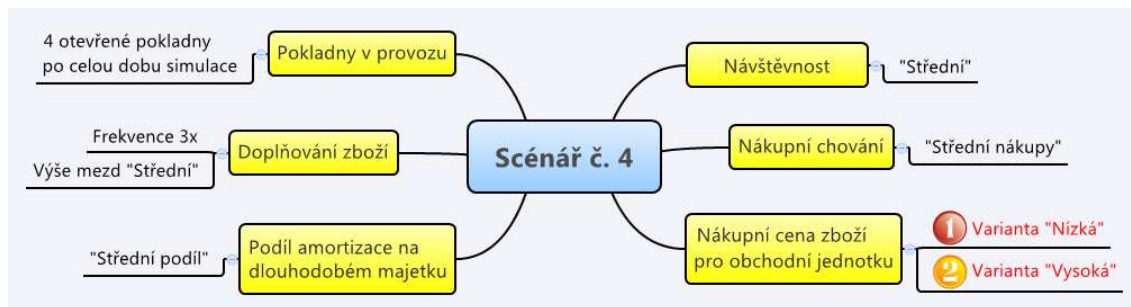 4 otevřené pokladny
po celou dobu simulace
Pokladny v provozu
Frekvence 3x
Výše mezd "Střední"
Doplňování zboží
"Střední podíl"
Podíl amortizace na
dlouhodobém majetku
Scénář č. 4
Návštěvnost
"Střední"
Nákupní chování
"Střední nákupy"
Nákupní cena zboží
pro obchodní jednotku
1 Varianta "Nízká"
2 Varianta "Vysoká"